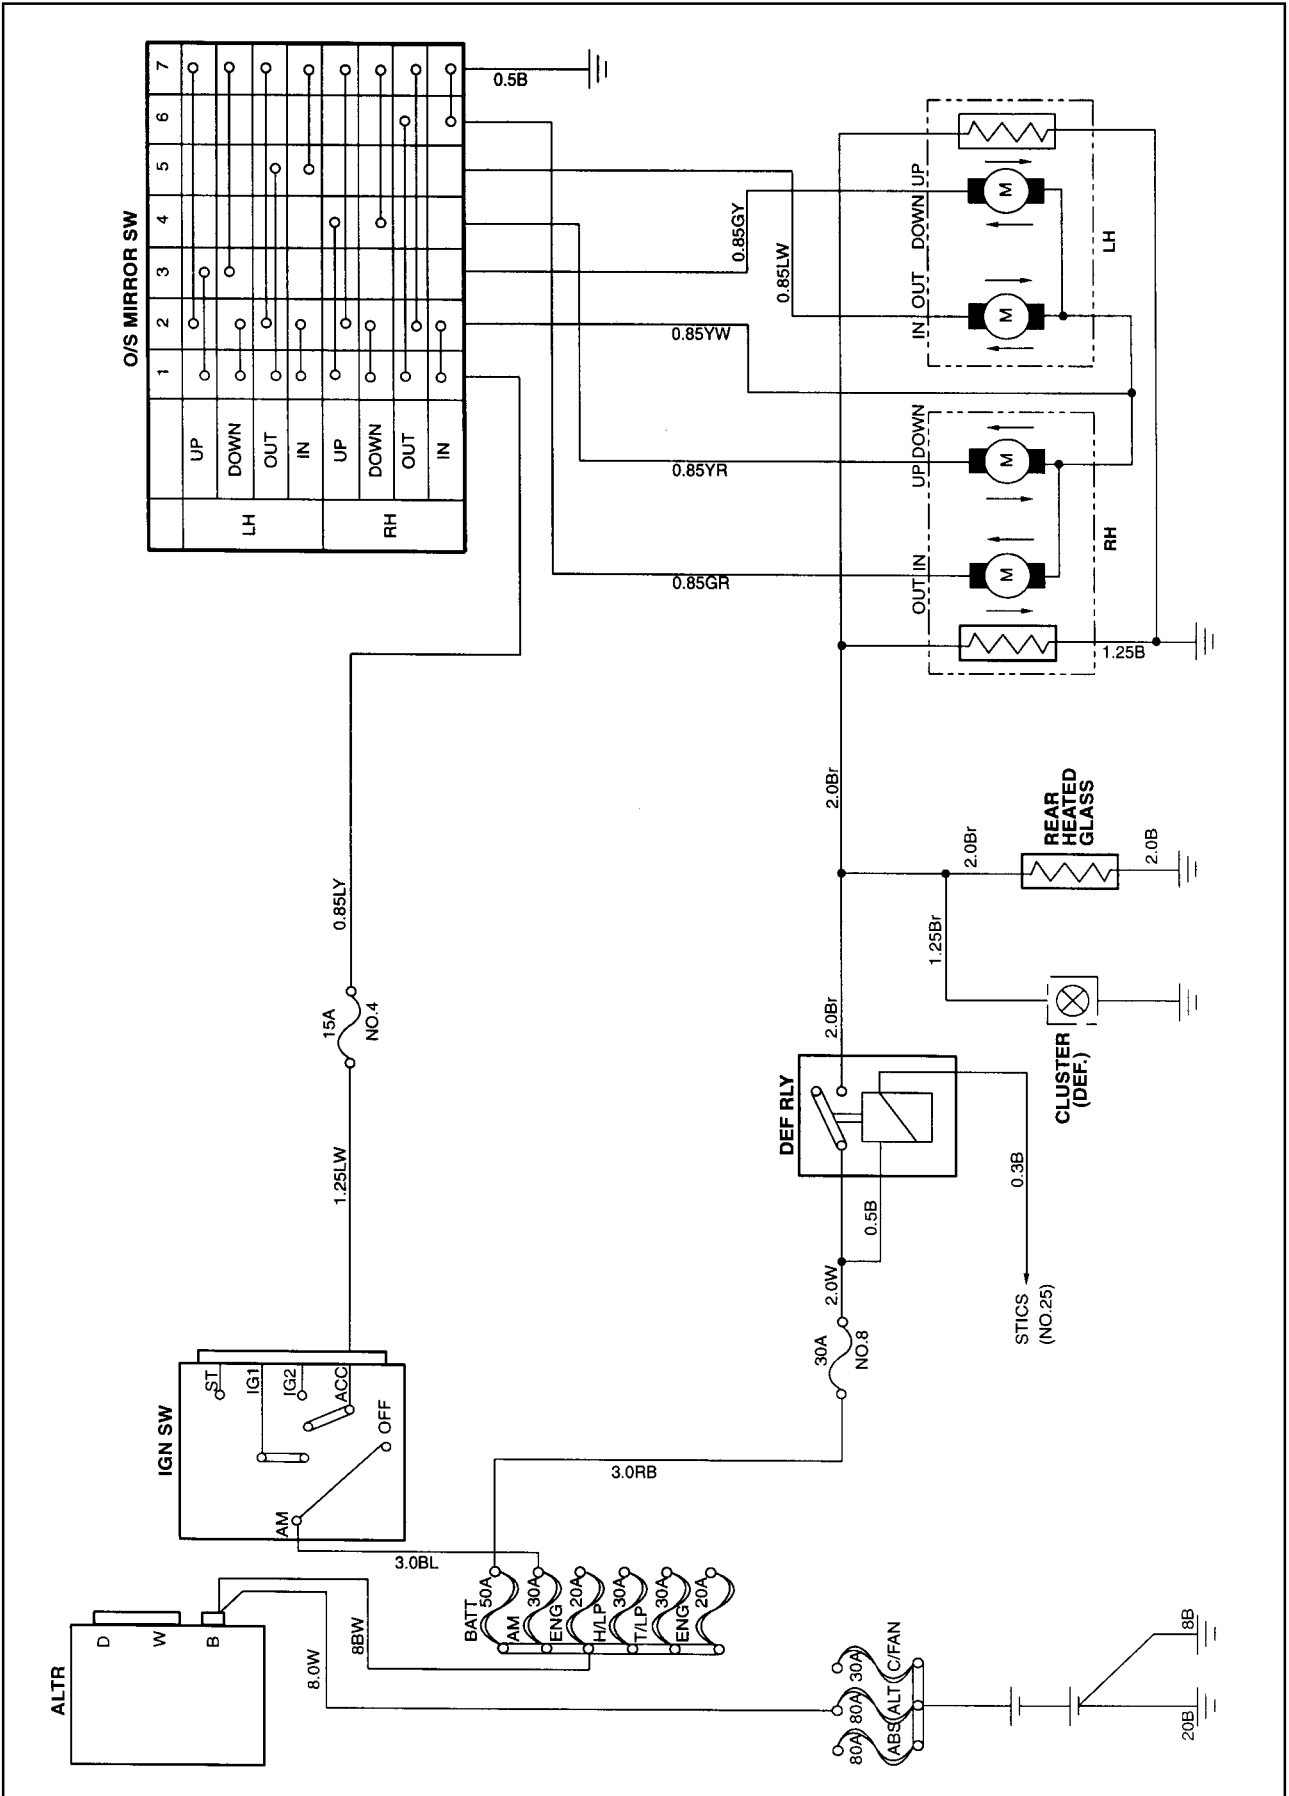 O/S MIRROR SW
7
6
5
4
3
2
1
UP
DOWN
OUT
IN
UP
DOWN
OUT
IN
LH
RH
0.5B
0.85GY
0.85LW
0.85YW
0.85YR
0.85GR
DOWN UP
IN OUT
LH
M
M
UP DOWN
OUT IN
RH
M
M
1.25B
0.85LY
15A
NO.4
1.25LW
IGN SW
ST
IG1
IG2
ACC
OFF
AM
3.0BL
ALTR
D
W
B
8.0W
8BW
BATT
50A
AM
30A
ENG
20A
H/LP
30A
T/LP
30A
ENG
20A
3.0RB
30A
NO.8
2.0W
0.5B
DEF RLY
0.3B
STICS
(NO.25)
2.0Br
2.0Br
2.0Br
1.25Br
REAR
HEATED
GLASS
2.0B
CLUSTER
(DEF.)
30A
C/FAN
80A
ALT
80A
ABS
8B
20B